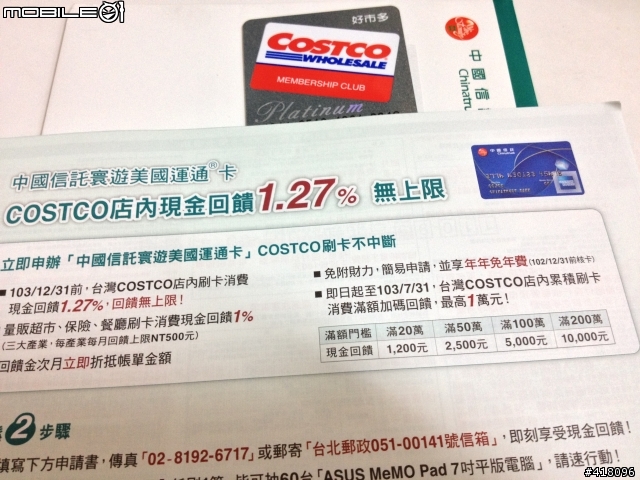 MOBILE01
好市多
COSTCO
WHOLESALE
MEMBERSHIP CLUB
Platinum
中國信
Chinatru
中國信託寰遊美國運通®卡
COSTCO店內現金回饋1.27% 無上限
立即申辦「中國信託寰遊美國運通卡」COSTCO刷卡不中斷
■ 103/12/31前,台灣COSTCO店內刷卡消費
現金回饋1.27%,回饋無上限!
量販超市、保險、餐廳刷卡消費現金回饋1%
(三大產業,每產業每月回饋上限NT500元)
回饋金次月立即折抵帳單金額
■ 免附財力,簡易申請,並享年年免年費(102/12/31前核卡)
■ 即日起至103/7/31,台灣COSTCO店內累積刷卡
消費滿額加碼回饋,最高1萬元!
滿額門檻 滿20萬 滿50萬 滿100萬 滿200萬
現金回饋 1,200元 2,500元 5,000元 10,000元
2步驟
填寫下方申請書,傳真「02-8192-6717」或郵寄「台北郵政051-00141號信箱」,即刻享受現金回饋!
皆可抽60台「ASUS MeMO Pad 7吋平版電腦」,請速行動!
#418096